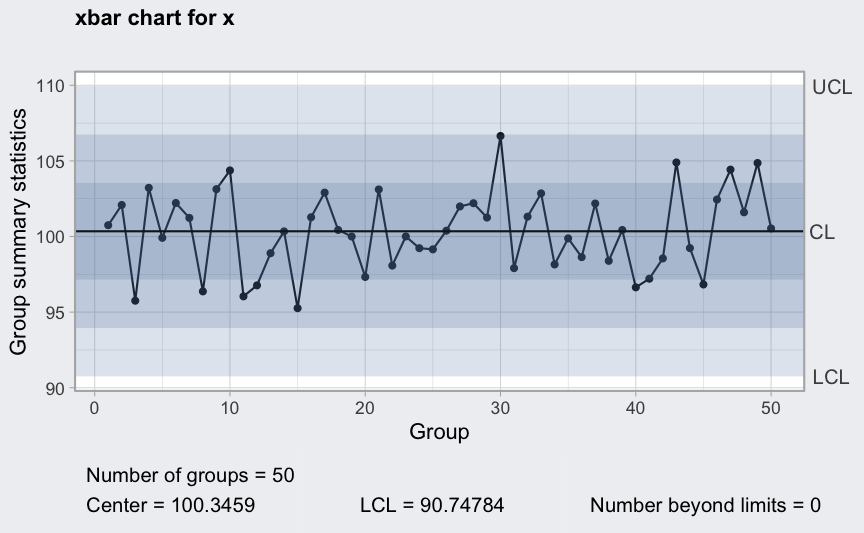 xbar chart for x
Group summary statistics
110
105
100
95
90
UCL
CL
LCL
0 10 20 30 40 50
Group
Number of groups = 50
Center = 100.3459 LCL = 90.74784 Number beyond limits = 0